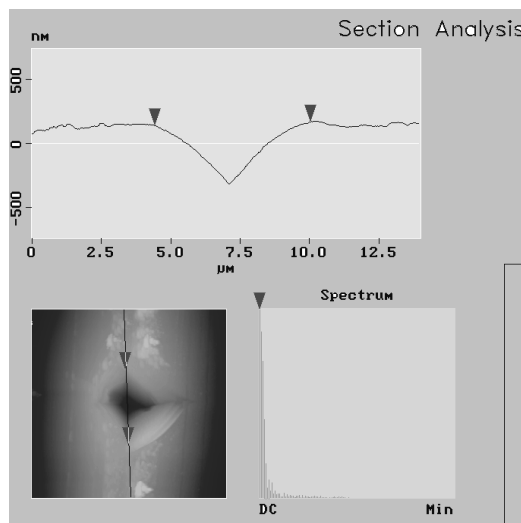 Section Analysis
nM
500
0
-500
0 2.5 5.0 7.5 10.0 12.5
μM
Spectrum
DC Min